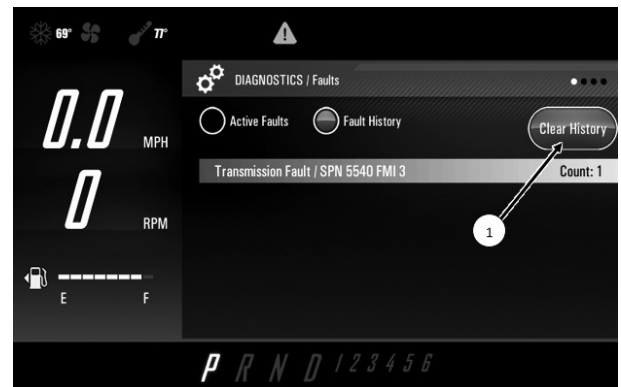 69° 77°
DIAGNOSTICS / Faults
Active Faults Fault History Clear History
0.0 MPH
Transmission Fault / SPN 5540 FMI 3 Count: 1
0 RPM
1
E F
P R N D 1 2 3 4 5 6